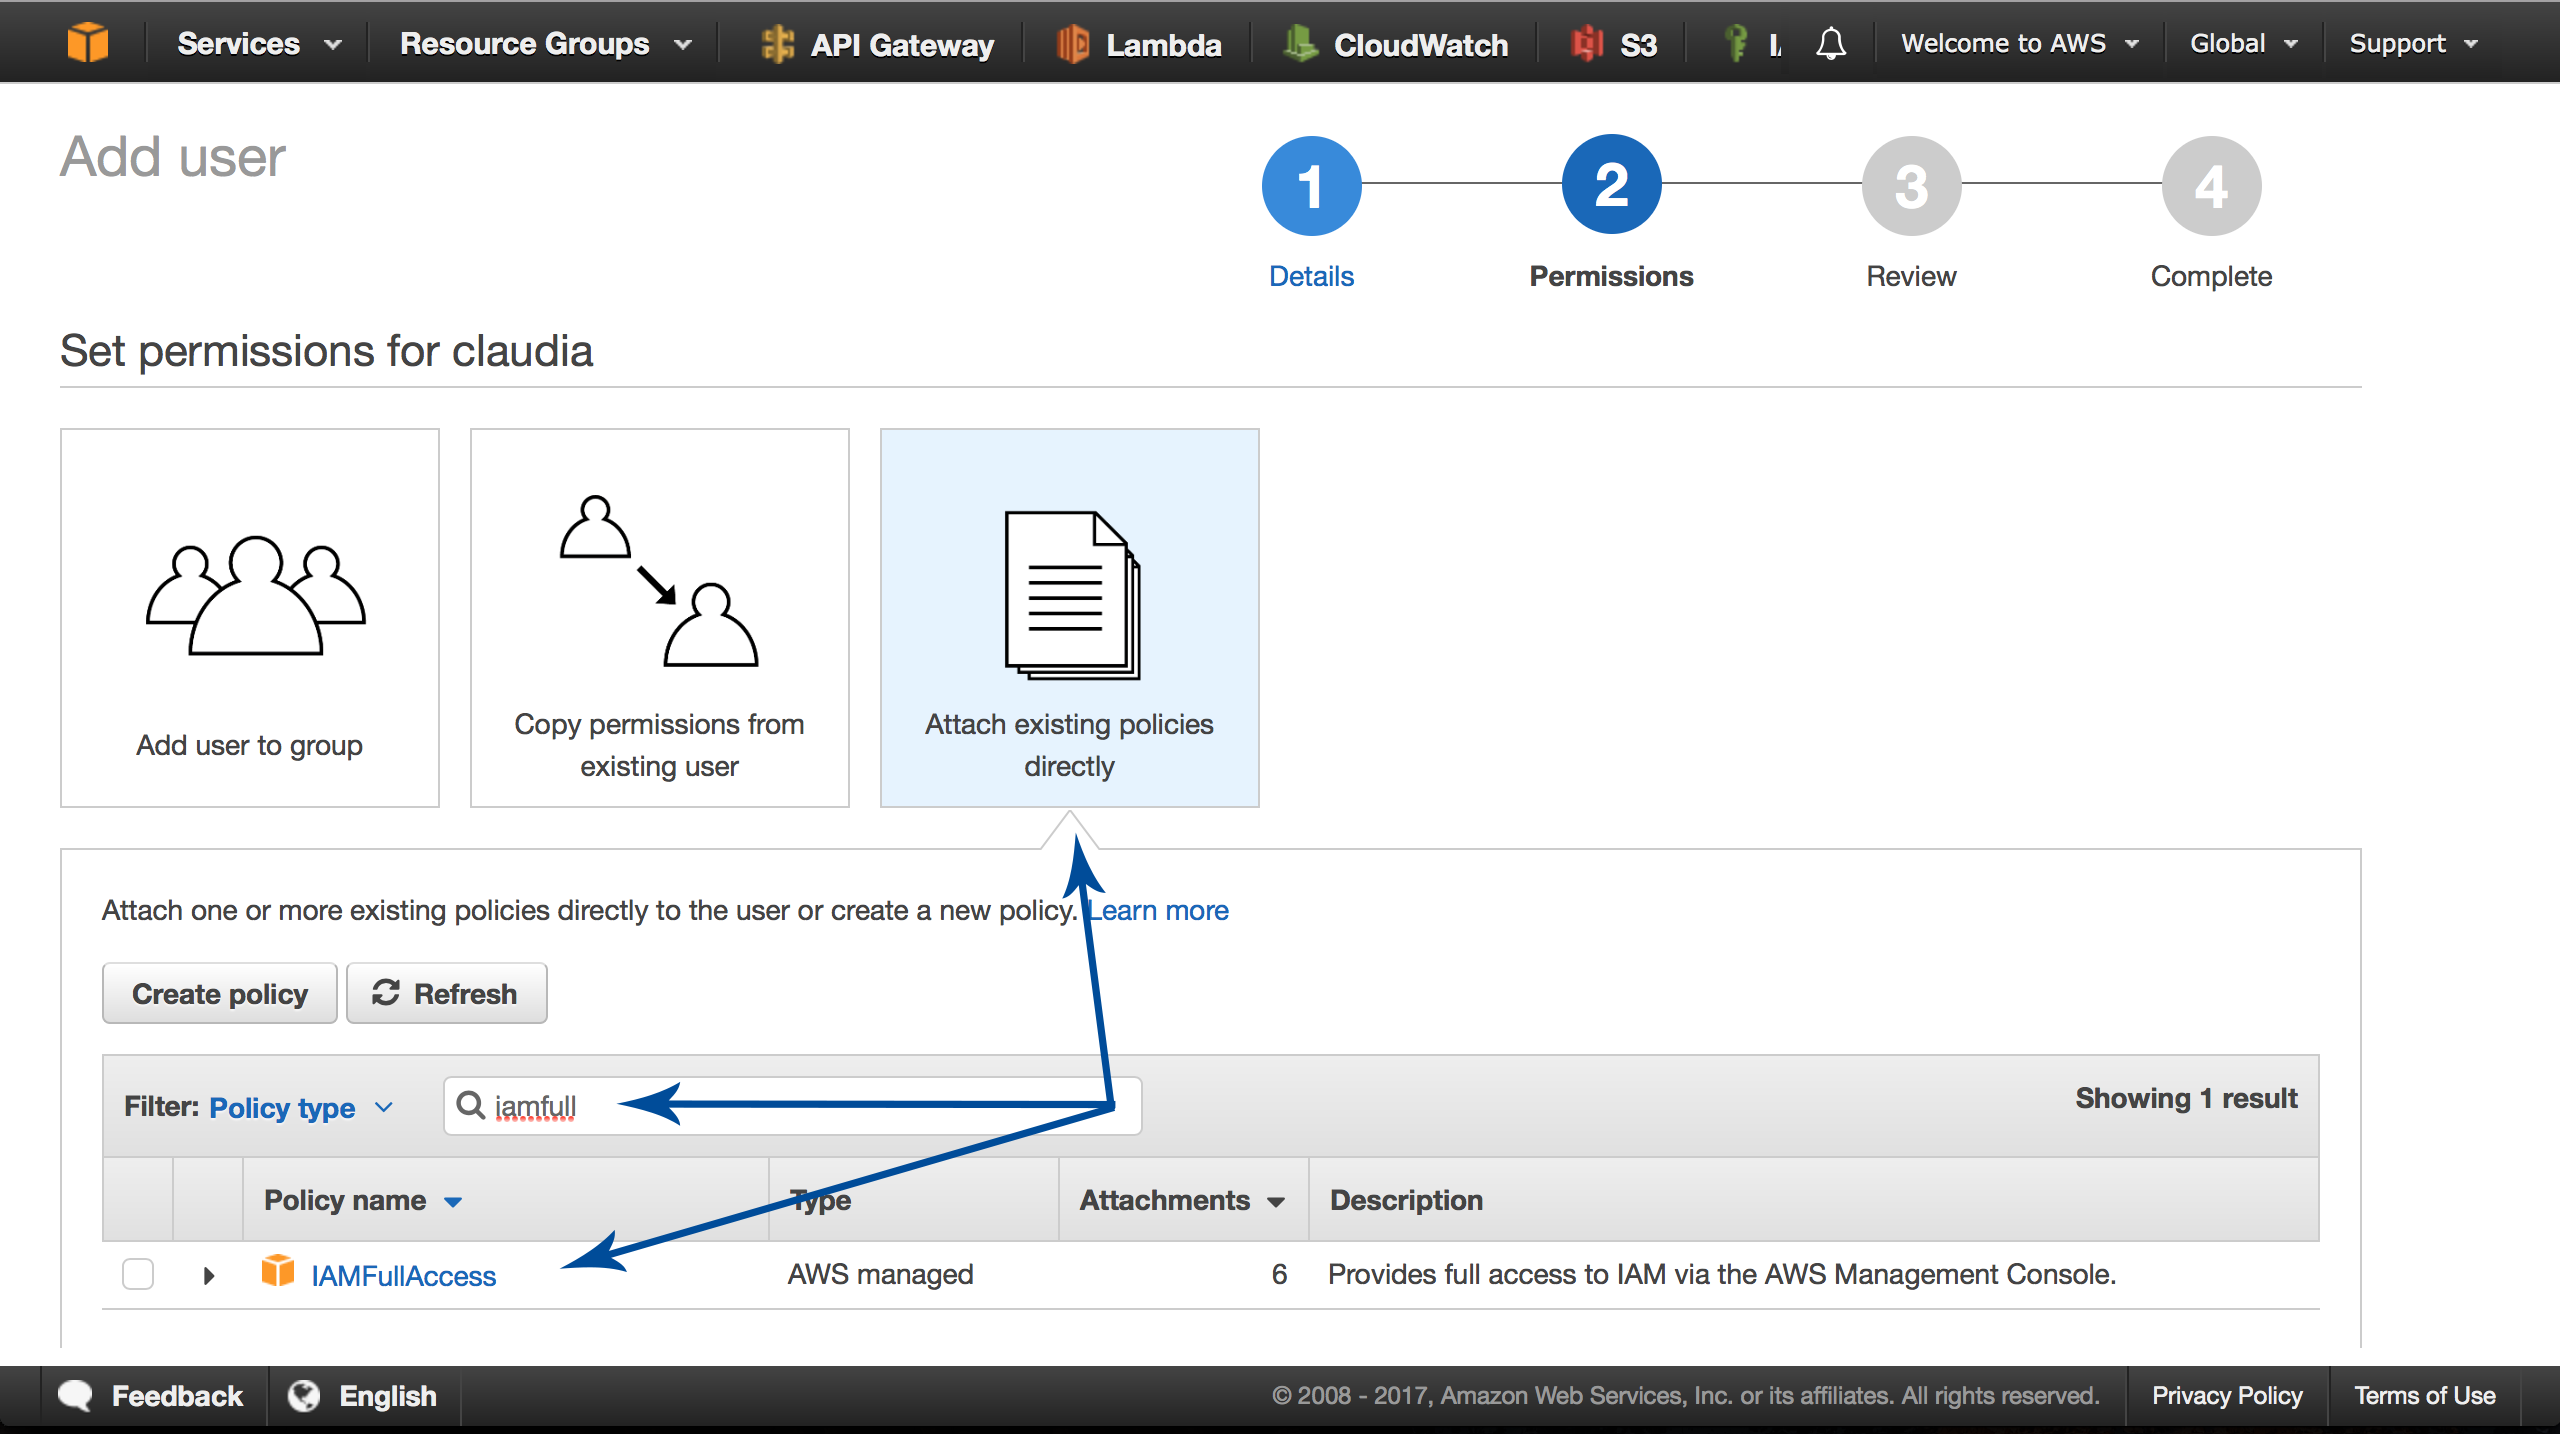 Services
Resource Groups
API Gateway
Lambda
CloudWatch
S3
Welcome to AWS
Global
Support
Add user
1
2
3
4
Details
Permissions
Review
Complete
Set permissions for claudia
Add user to group
Copy permissions from
existing user
Attach existing policies
directly
Attach one or more existing policies directly to the user or create a new policy. Learn more
Create policy
Refresh
Filter: Policy type
iamfull
Showing 1 result
Policy name
Type
Attachments
Description
IAMFullAccess
AWS managed
6
Provides full access to IAM via the AWS Management Console.
Feedback
English
© 2008 - 2017, Amazon Web Services, Inc. or its affiliates. All rights reserved.
Privacy Policy
Terms of Use